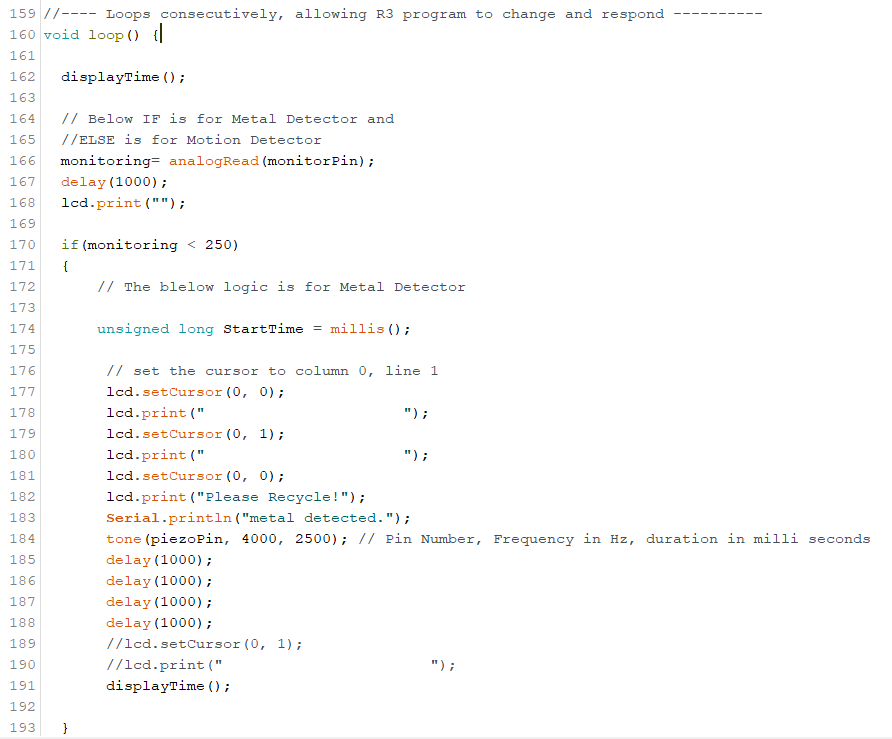 159 //---- Loops consecutively, allowing R3 program to change and respond ----------
160 void loop() {
161
162   displayTime();
163
164   // Below IF is for Metal Detector and
165   //ELSE is for Motion Detector
166   monitoring= analogRead(monitorPin);
167   delay(1000);
168   lcd.print("");
169
170   if(monitoring < 250)
171   {
172       // The blelow logic is for Metal Detector
173
174       unsigned long StartTime = millis();
175
176        // set the cursor to column 0, line 1
177        lcd.setCursor(0, 0);
178        lcd.print("                      ");
179        lcd.setCursor(0, 1);
180        lcd.print("                      ");
181        lcd.setCursor(0, 0);
182        lcd.print("Please Recycle!");
183        Serial.println("metal detected.");
184        tone(piezoPin, 4000, 2500); // Pin Number, Frequency in Hz, duration in milli seconds
185        delay(1000);
186        delay(1000);
187        delay(1000);
188        delay(1000);
189        //lcd.setCursor(0, 1);
190        //lcd.print("                       ");
191        displayTime();
192
193   }